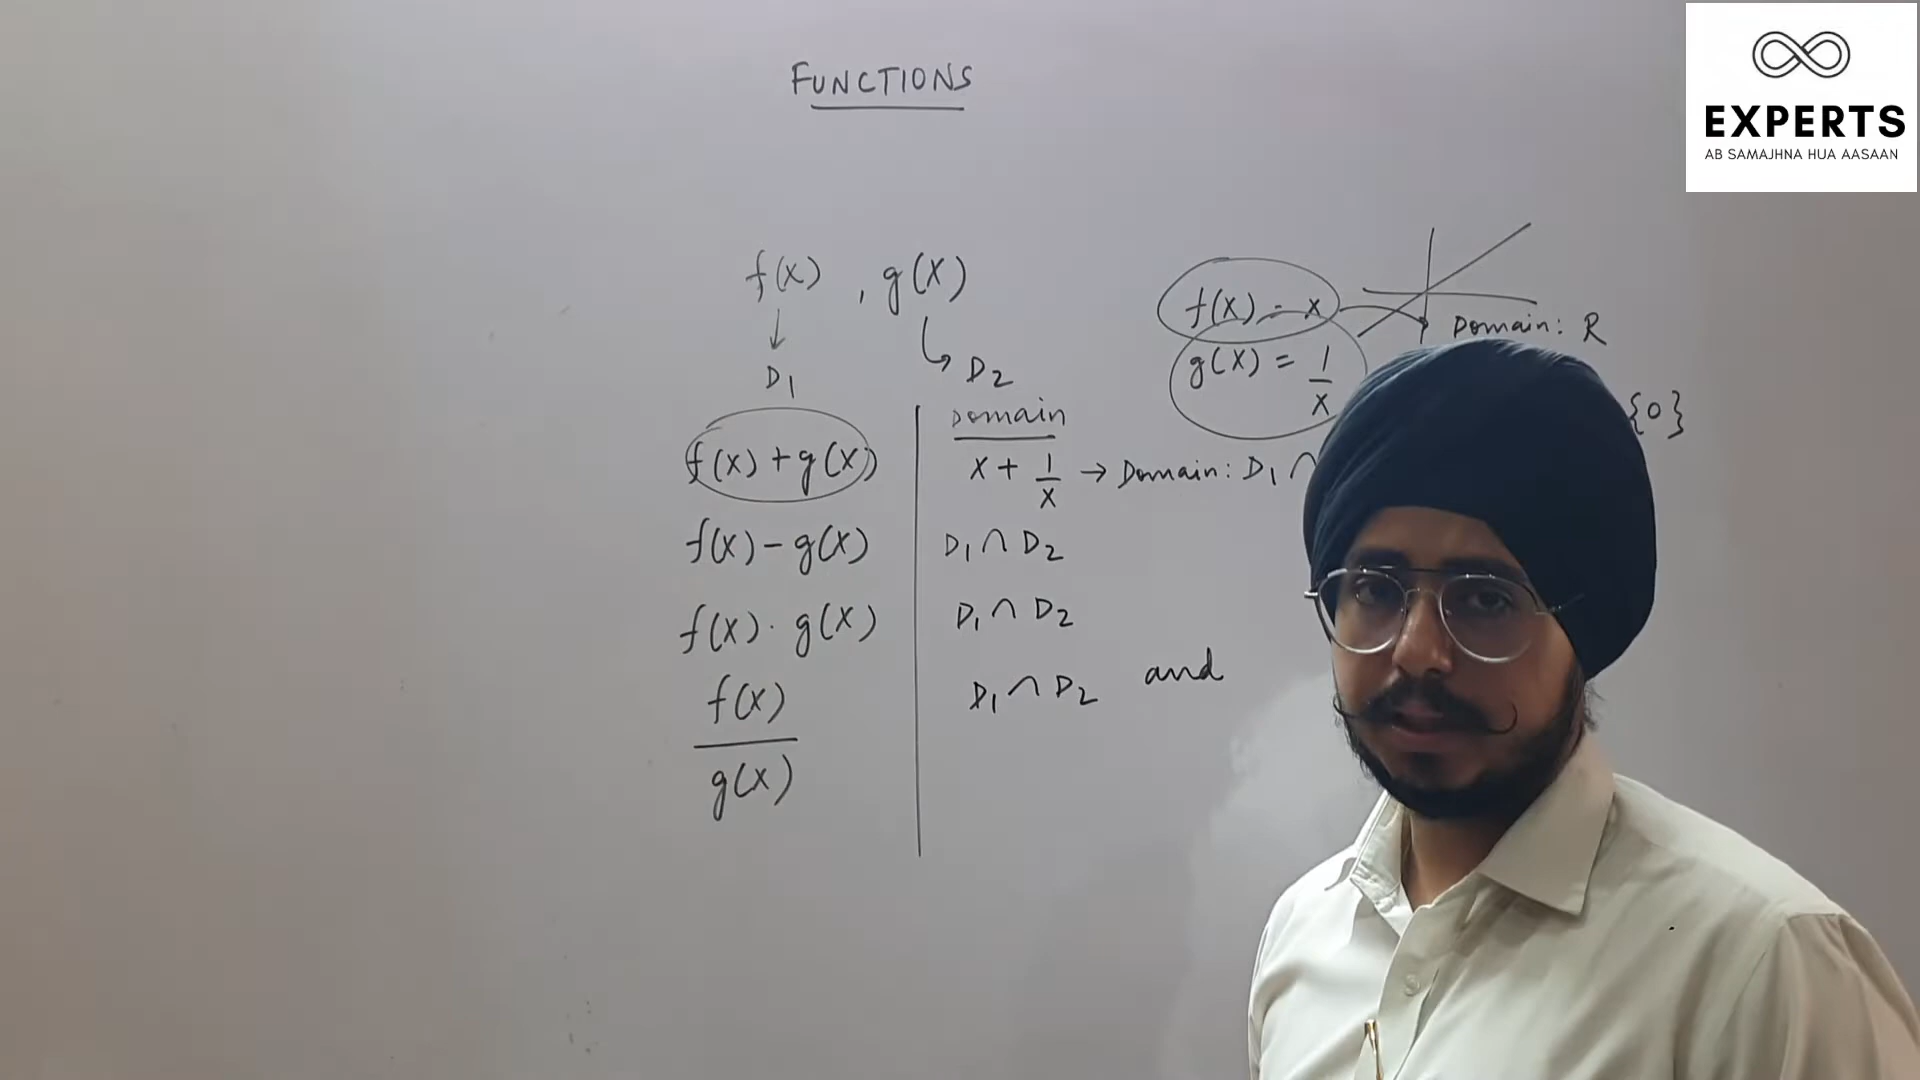 FUNCTIONS
EXPERTS
AB SAMAJHNA HUA AASAAN
f(x) , g(x)
D1
D2
f(x) = x
Domain: R
g(x) = 1/x
{0}
Domain
f(x) + g(x)
x + 1/x → Domain: D1 ∩
f(x) - g(x)
D1 ∩ D2
f(x) · g(x)
D1 ∩ D2
f(x)
D1 ∩ D2 and
g(x)